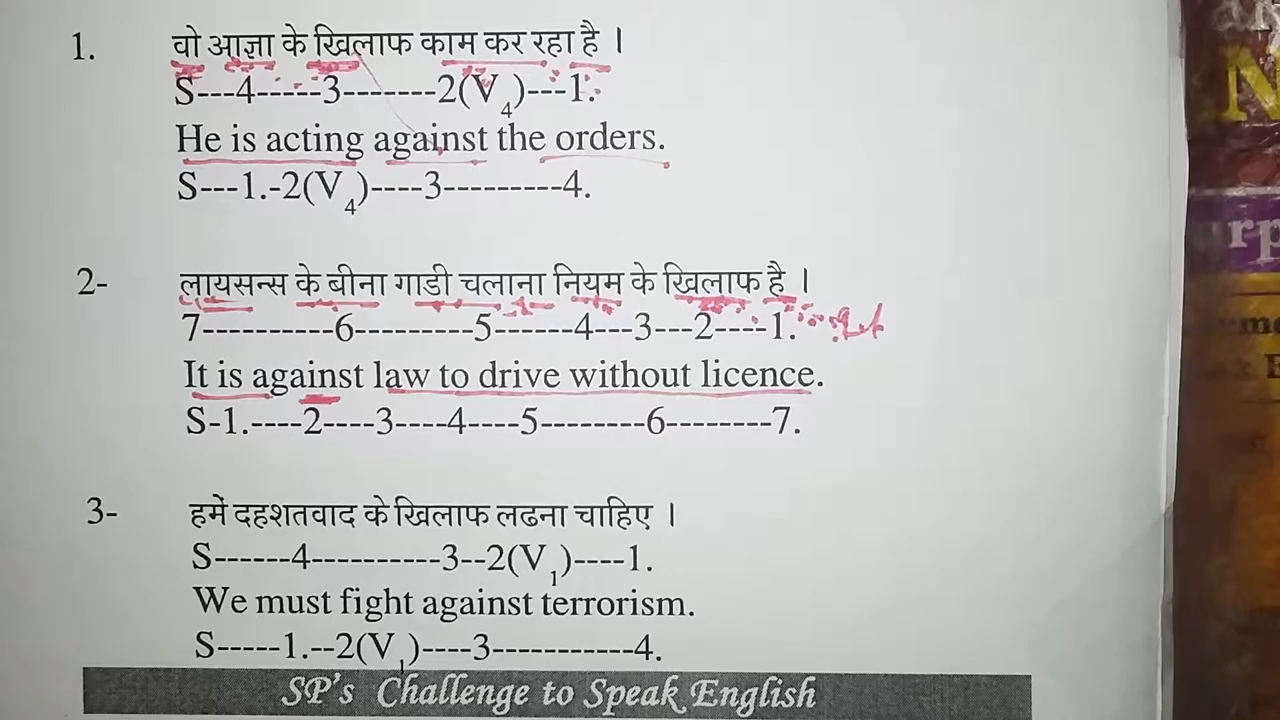 1. वो आज्ञा के खिलाफ काम कर रहा है ।
S---4-----3-------2(V4)---1.
He is acting against the orders.
S---1.-2(V4)----3---------4.
2- लायसन्स के बीना गाडी चलाना नियम के खिलाफ है ।
7----------6---------5------4---3---2----1.
It is against law to drive without licence.
S-1.----2----3----4----5--------6--------7.
3- हमें दहशतवाद के खिलाफ लढना चाहिए ।
S------4----------3--2(V1)----1.
We must fight against terrorism.
S-----1.--2(V1)----3-----------4.
SP's Challenge to Speak English